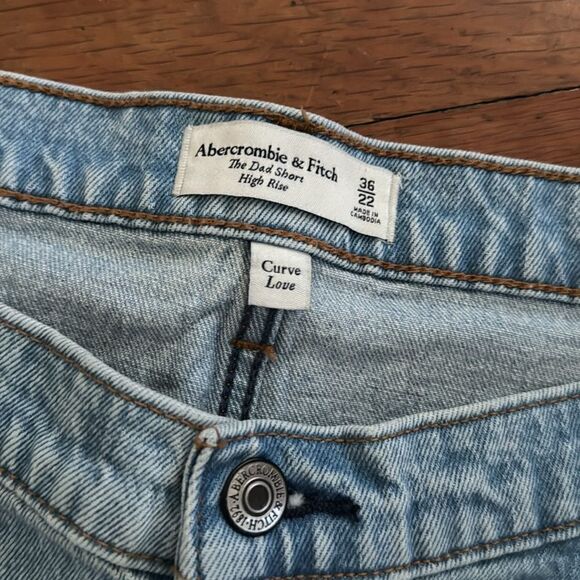 Abercrombie & Fitch
The Dad Short
High Rise
36
22
MADE IN
CAMBODIA
Curve
Love
ABERCROMBIE
& FITCH·1892·